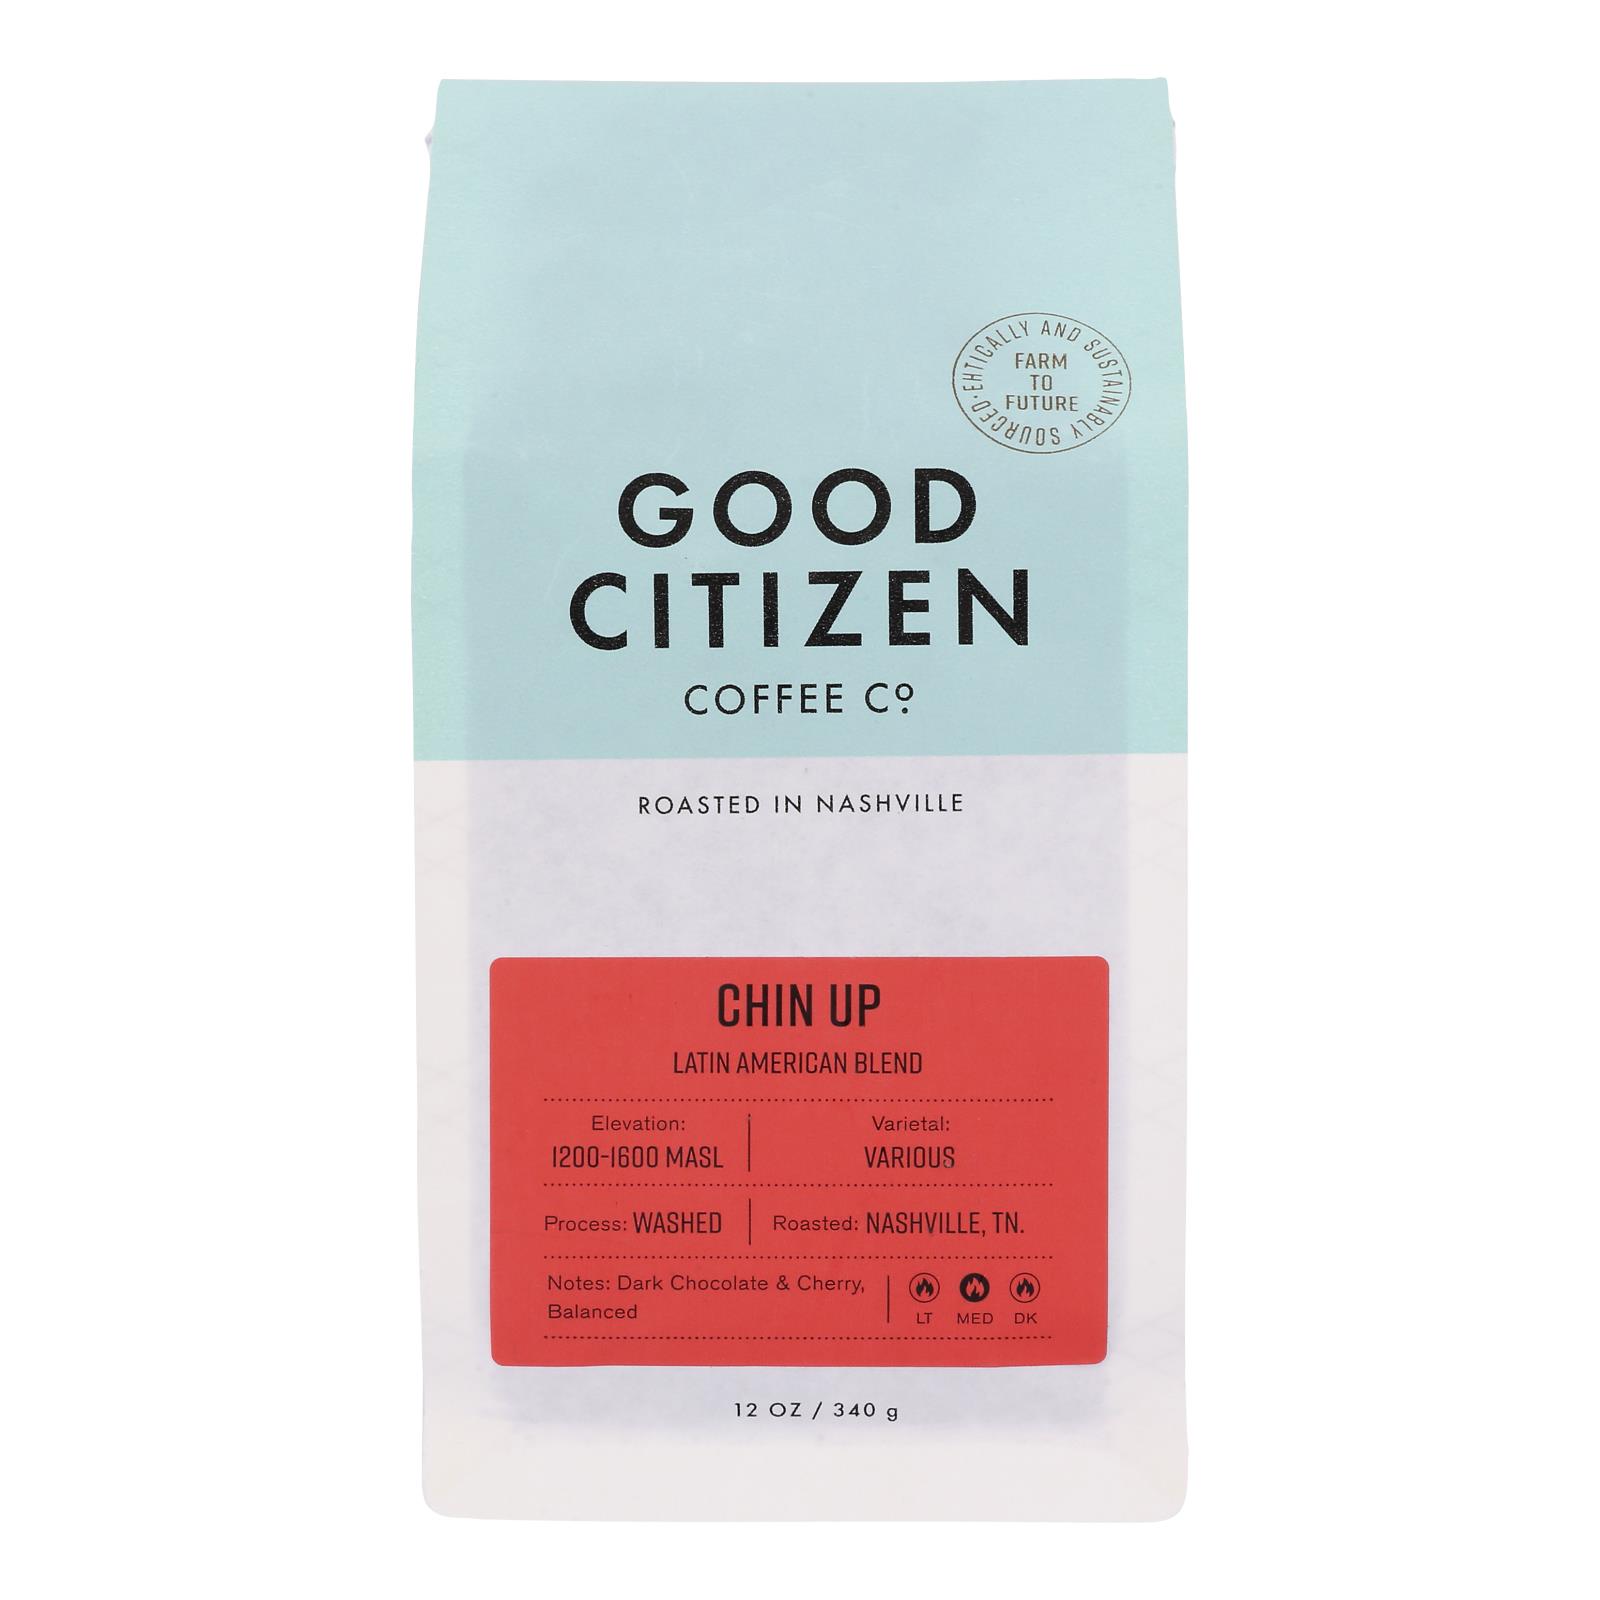 EHTICALLY AND SUSTAINABLY SOURCED •
FARM
TO
FUTURE
GOOD
CITIZEN
COFFEE Cº.
ROASTED IN NASHVILLE
CHIN UP
LATIN AMERICAN BLEND
Elevation: Varietal:
1200-1600 MASL VARIOUS
Process: WASHED Roasted: NASHVILLE, TN.
Notes: Dark Chocolate & Cherry,
Balanced
LT MED DK
12 OZ / 340 g